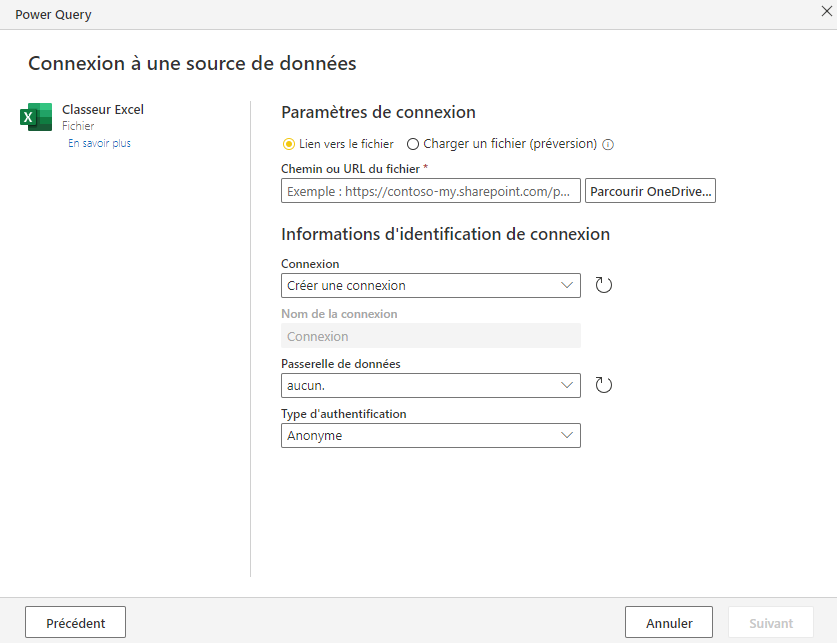 Power Query
Connexion à une source de données
Classeur Excel
Fichier
En savoir plus
Paramètres de connexion
Lien vers le fichier
Charger un fichier (préversion)
Chemin ou URL du fichier *
Exemple : https://contoso-my.sharepoint.com/p...
Parcourir OneDrive...
Informations d'identification de connexion
Connexion
Créer une connexion
Nom de la connexion
Connexion
Passerelle de données
aucun.
Type d'authentification
Anonyme
Précédent
Annuler
Suivant